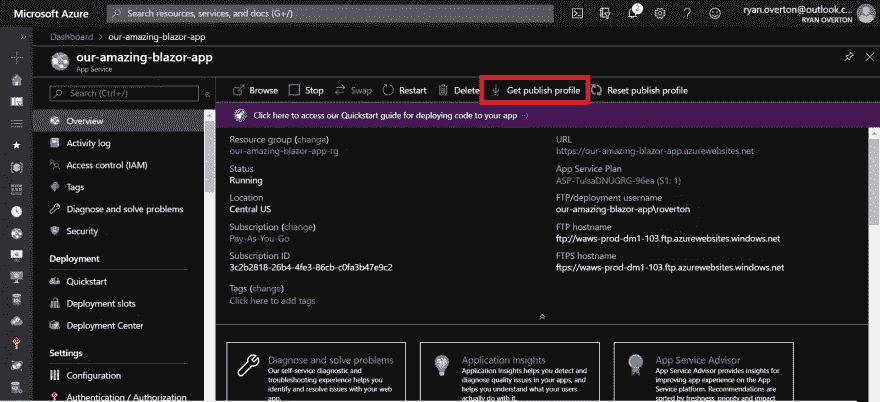 Microsoft Azure
Search resources, services, and docs (G+/)
2
ryan.overton@outlook.c...
RYAN OVERTON
Dashboard > our-amazing-blazor-app
our-amazing-blazor-app
App Service
Search (Ctrl+/)
Browse Stop Swap Restart Delete Get publish profile Reset publish profile
Click here to access our Quickstart guide for deploying code to your app
Overview
Activity log
Access control (IAM)
Tags
Diagnose and solve problems
Security
Deployment
Quickstart
Deployment slots
Deployment Center
Settings
Configuration
Authentication / Authorization
Resource group (change)
our-amazing-blazor-app-rg
Status
Running
Location
Central US
Subscription (change)
Pay-As-You-Go
Subscription ID
3c2b2818-26b4-4fe3-86cb-c0fa3b47e9c2
Tags (change)
Click here to add tags
URL
https://our-amazing-blazor-app.azurewebsites.net
App Service Plan
ASP-TulsaDNUGRG-96ea (S1: 1)
FTP/deployment username
our-amazing-blazor-app\roverton
FTP hostname
ftp://waws-prod-dm1-103.ftp.azurewebsites.windows.net
FTPS hostname
ftps://waws-prod-dm1-103.ftp.azurewebsites.windows.net
Diagnose and solve problems
Our self-service diagnostic and
troubleshooting experience helps you
identify and resolve issues with your web
app.
Application Insights
Application Insights helps you detect and
diagnose quality issues in your apps, and
helps you understand what your users
actually do with it.
App Service Advisor
App Service Advisor provides insights for
improving app experience on the App
Service platform. Recommendations are
sorted by freshness, priority and impact